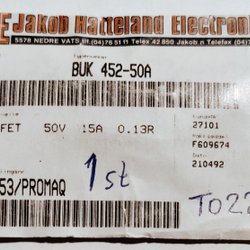 Jakob Hatteland Electron
5578 NEDRE VATS Tlf.(04)76 51 11 Telex 42 850 Jakob n Telefax (04)76
BUK 452-50A
FET 50V 15A 0.13R
27101
F609674
210492
53/PROMAQ
1st
TO22